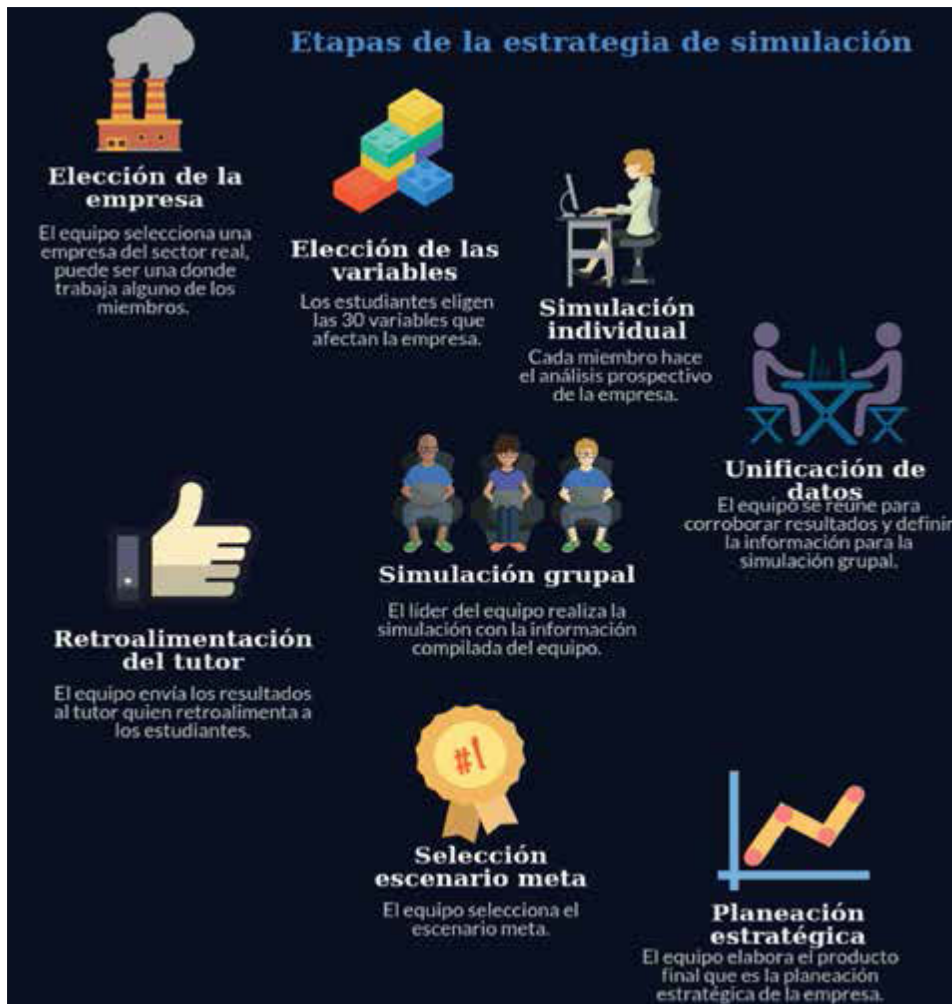 Etapas de la estrategia de simulación
Elección de la
empresa
El equipo selecciona una
empresa del sector real,
puede ser una donde
trabaja alguno de los
miembros.
Elección de las
variables
Los estudiantes eligen
las 30 variables que
afectan la empresa.
Simulación
individual
Cada miembro hace
el análisis prospectivo
de la empresa.
Unificación de
datos
El equipo se reúne para
corroborar resultados y definir
la información para la
simulación grupal.
Simulación grupal
El líder del equipo realiza la
simulación con la información
compilada del equipo.
Retroalimentación
del tutor
El equipo envía los resultados
al tutor quien retroalimenta a
los estudiantes.
#1
Selección
escenario meta
El equipo selecciona el
escenario meta.
Planeación
estratégica
El equipo elabora el producto
final que es la planeación
estratégica de la empresa.